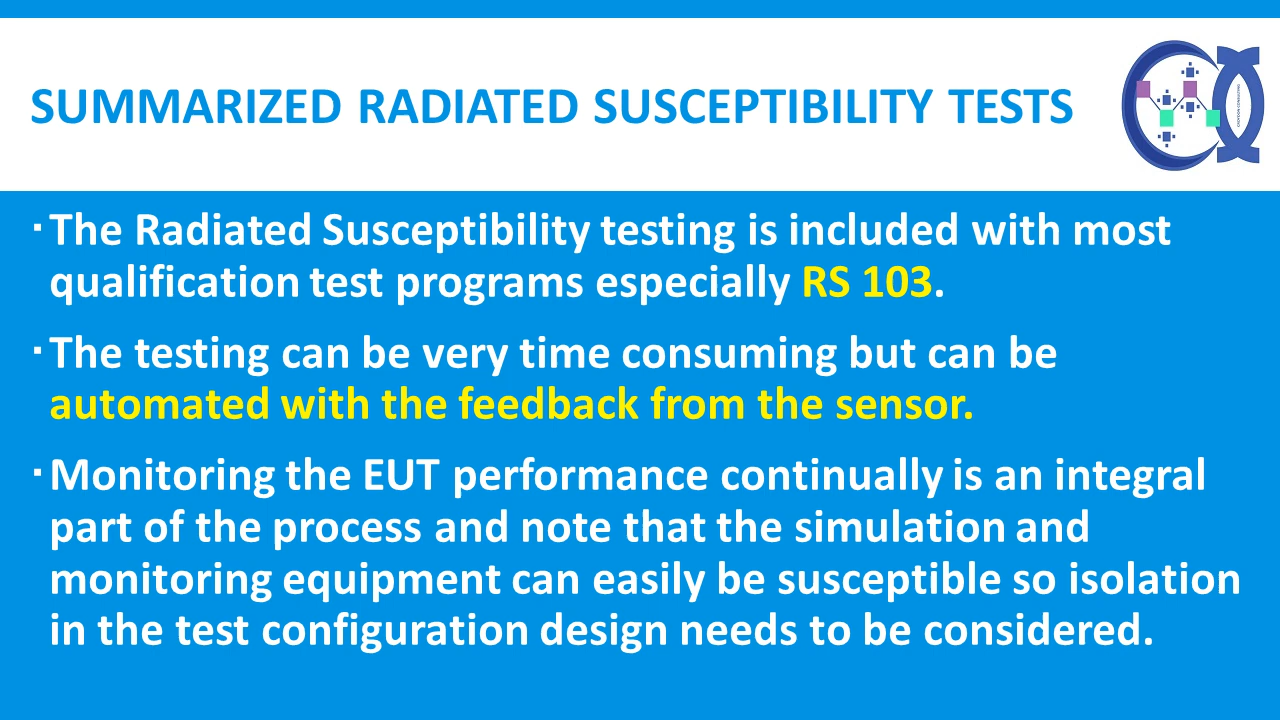 SUMMARIZED RADIATED SUSCEPTIBILITY TESTS
▪ The Radiated Susceptibility testing is included with most
qualification test programs especially RS 103.
▪ The testing can be very time consuming but can be
automated with the feedback from the sensor.
▪ Monitoring the EUT performance continually is an integral
part of the process and note that the simulation and
monitoring equipment can easily be susceptible so isolation
in the test configuration design needs to be considered.